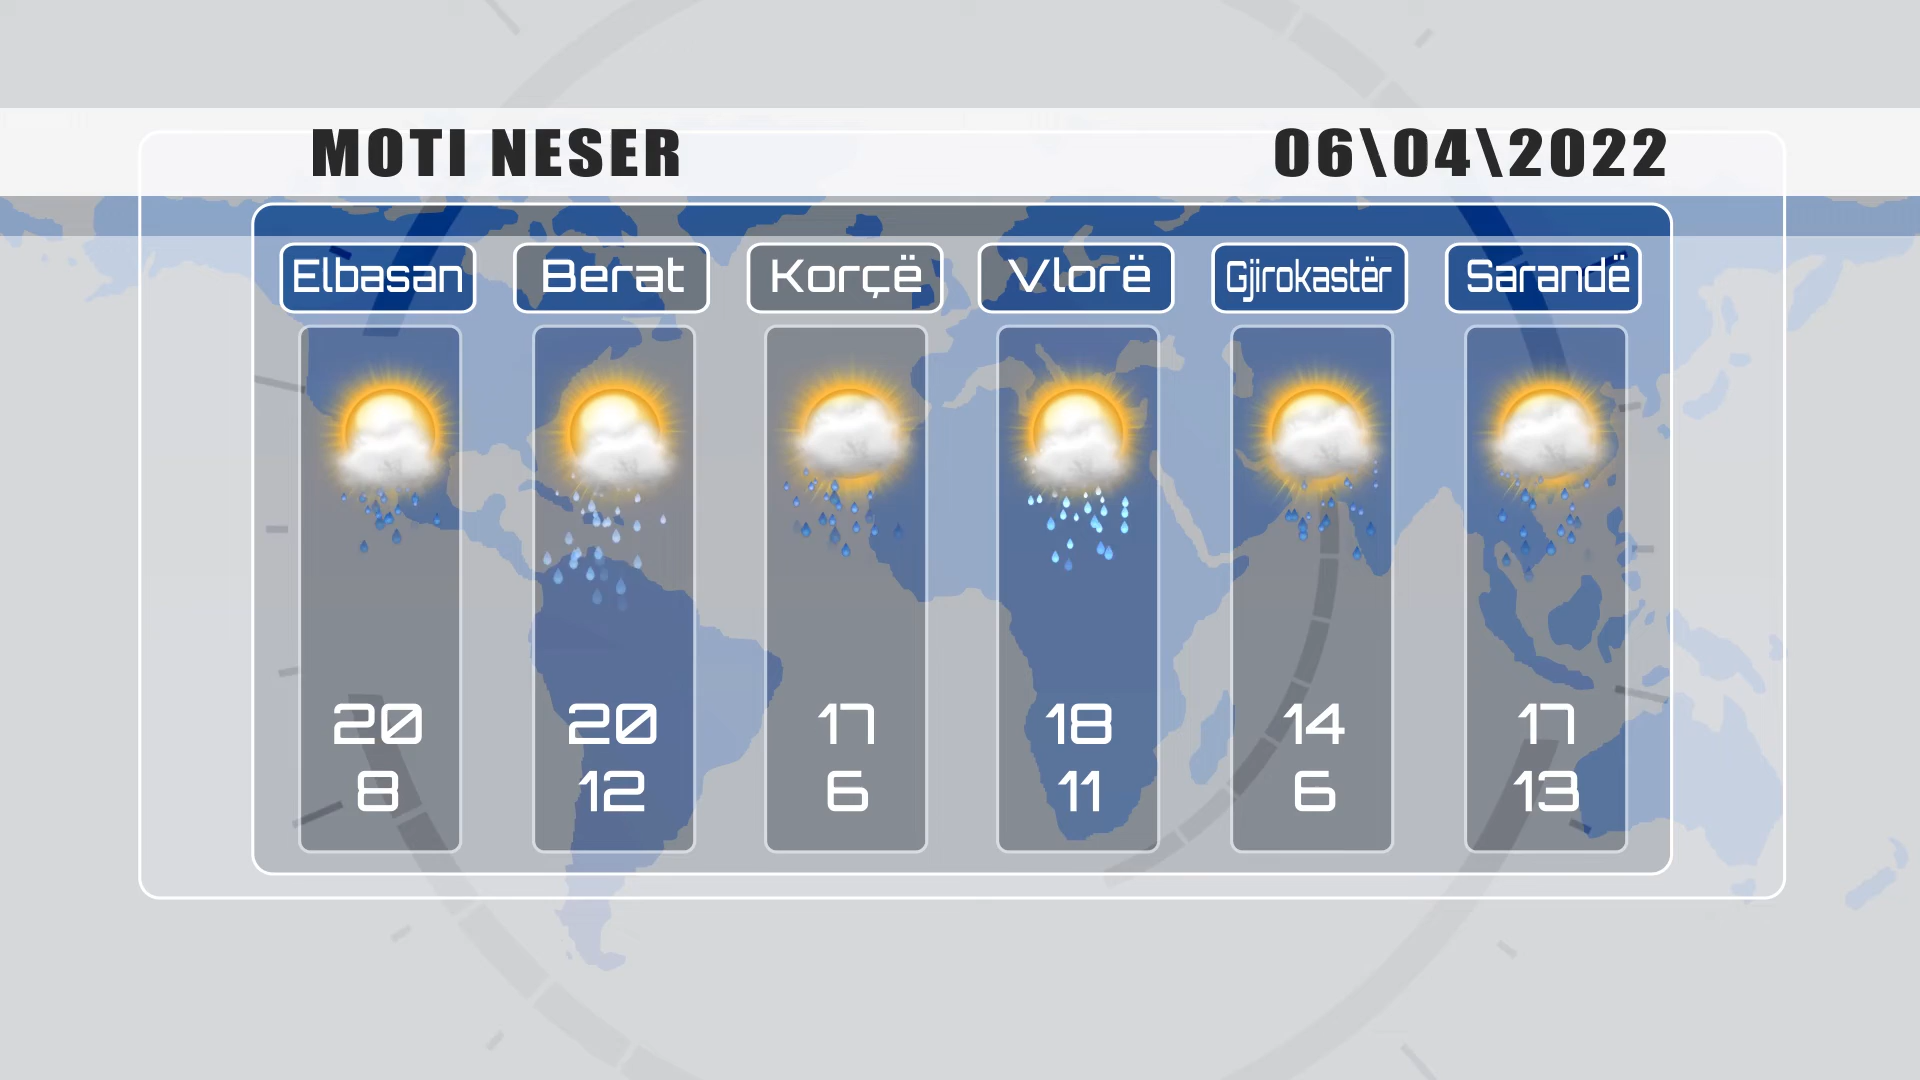 MOTI NESER 06\04\2022
Elbasan Berat Korçë Vlorë Gjirokastër Sarandë
20 20 17 18 14 17
8 12 6 11 6 13